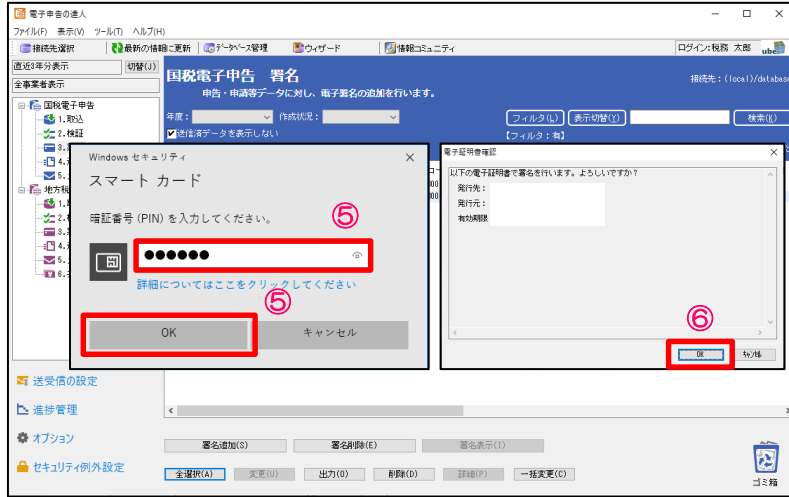 電子申告の達人
ファイル(F) 表示(V) ツール(T) ヘルプ(H)
接続先選択 最新の情報に更新 データベース管理 ウィザード 情報コミュニティ ログイン:税務 太郎 ube
直近3年分表示 切替(J)
全事業者表示
国税電子申告 署名
申告・申請等データに対し、電子署名の追加を行います。
接続先:(local)/database
年度: 作成状況: フィルタ(L) 表示切替(Y) 検索(K)
送信済データを表示しない 【フィルタ:有】
国税電子申告
1.取込
2.検証
3.
4.
5.
地方税
1.
2.
3.
4.
5.
6.
Windows セキュリティ
スマート カード
暗証番号 (PIN) を入力してください。
⑤
●●●●●●
詳細についてはここをクリックしてください
⑤
OK キャンセル
電子証明書確認
以下の電子証明書で署名を行います。よろしいですか?
発行先:
発行元:
有効期限
⑥
OK ｷｬﾝｾﾙ
送受信の設定
進捗管理
オプション
セキュリティ例外設定
署名追加(S) 署名削除(E) 署名表示(I)
全選択(A) 変更(U) 出力(O) 削除(D) 詳細(P) 一括変更(C)
ゴミ箱